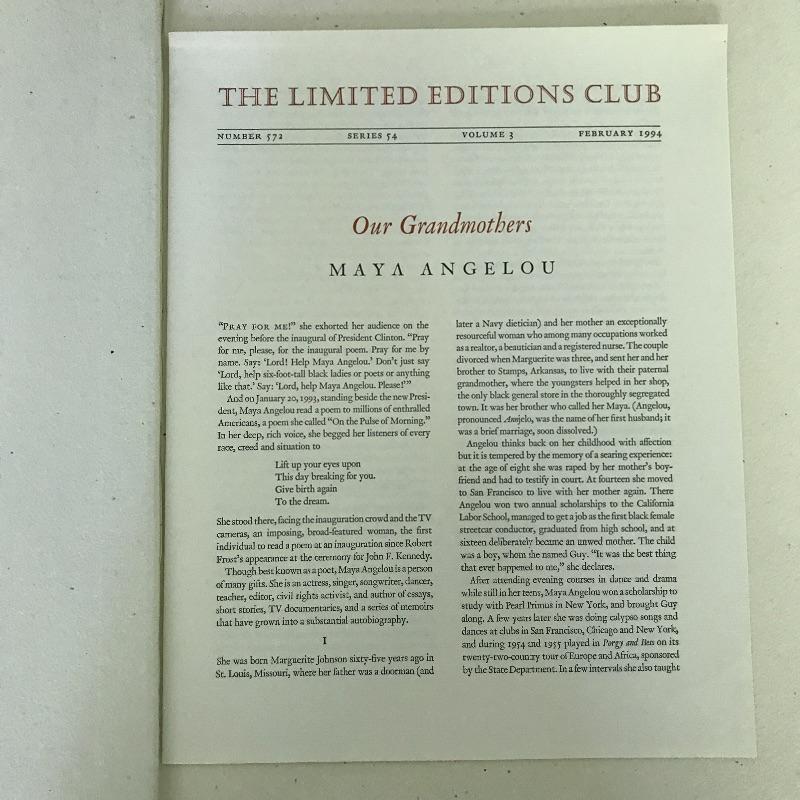 THE LIMITED EDITIONS CLUB
NUMBER 572 SERIES 54 VOLUME 3 FEBRUARY 1994
Our Grandmothers
MAYA ANGELOU
"PRAY FOR ME!" she exhorted her audience on the
evening before the inaugural of President Clinton. "Pray
for me, please, for the inaugural poem. Pray for me by
name. Say: 'Lord! Help Maya Angelou.' Don't just say
'Lord, help six-foot-tall black ladies or poets or anything
like that.' Say: 'Lord, help Maya Angelou. Please!'"
And on January 20, 1993, standing beside the new Presi-
dent, Maya Angelou read a poem to millions of enthralled
Americans, a poem she called "On the Pulse of Morning."
In her deep, rich voice, she begged her listeners of every
race, creed and situation to
Lift up your eyes upon
This day breaking for you.
Give birth again
To the dream.
She stood there, facing the inauguration crowd and the TV
cameras, an imposing, broad-featured woman, the first
individual to read a poem at an inauguration since Robert
Frost's appearance at the ceremony for John F. Kennedy.
Though best known as a poet, Maya Angelou is a person
of many gifts. She is an actress, singer, songwriter, dancer,
teacher, editor, civil rights activist, and author of essays,
short stories, TV documentaries, and a series of memoirs
that have grown into a substantial autobiography.
I
She was born Marguerite Johnson sixty-five years ago in
St. Louis, Missouri, where her father was a doorman (and
later a Navy dietician) and her mother an exceptionally
resourceful woman who among many occupations worked
as a realtor, a beautician and a registered nurse. The couple
divorced when Marguerite was three, and sent her and her
brother to Stamps, Arkansas, to live with their paternal
grandmother, where the youngsters helped in her shop,
the only black general store in the thoroughly segregated
town. It was her brother who called her Maya. (Angelou,
pronounced Annjelo, was the name of her first husband; it
was a brief marriage, soon dissolved.)
Angelou thinks back on her childhood with affection
but it is tempered by the memory of a searing experience:
at the age of eight she was raped by her mother's boy-
friend and had to testify in court. At fourteen she moved
to San Francisco to live with her mother again. There
Angelou won two annual scholarships to the California
Labor School, managed to get a job as the first black female
streetcar conductor, graduated from high school, and at
sixteen deliberately became an unwed mother. The child
was a boy, whom she named Guy. "It was the best thing
that ever happened to me," she declares.
After attending evening courses in dance and drama
while still in her teens, Maya Angelou won a scholarship to
study with Pearl Primus in New York, and brought Guy
along. A few years later she was doing calypso songs and
dances at clubs in San Francisco, Chicago and New York,
and during 1954 and 1955 played in Porgy and Bess on its
twenty-two-country tour of Europe and Africa, sponsored
by the State Department. In a few intervals she also taught